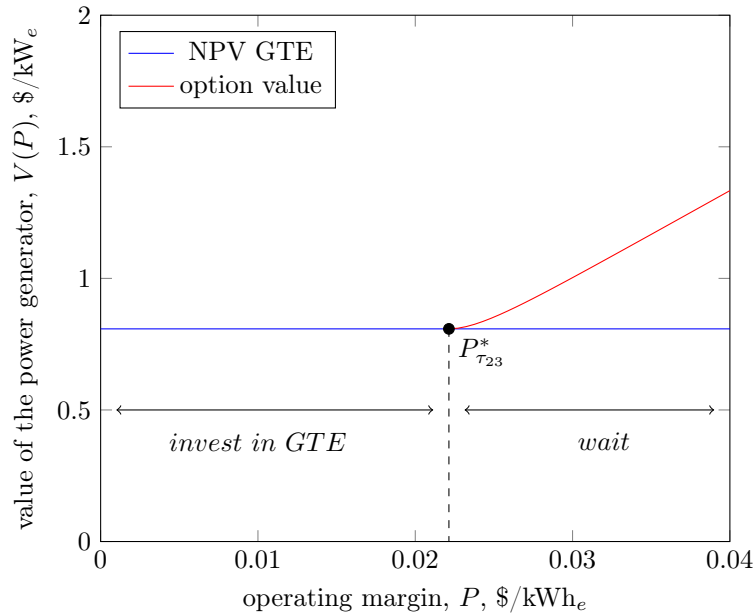 value of the power generator, V(P), $/kWₑ
2
1.5
1
0.5
0
NPV GTE
option value
P*τ₂₃
invest in GTE
wait
0
0.01
0.02
0.03
0.04
operating margin, P, $/kWhₑ